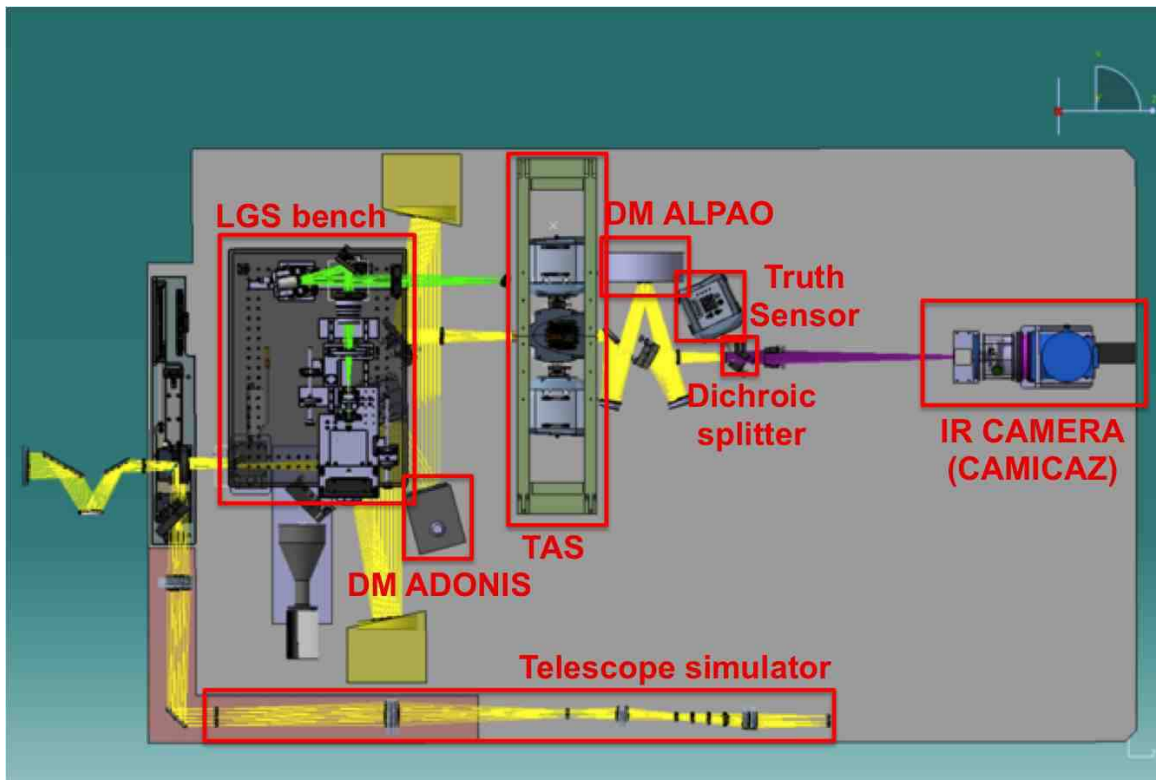 LGS bench
DM ALPAO
Truth
Sensor
Dichroic
splitter
IR CAMERA
(CAMICAZ)
TAS
DM ADONIS
Telescope simulator